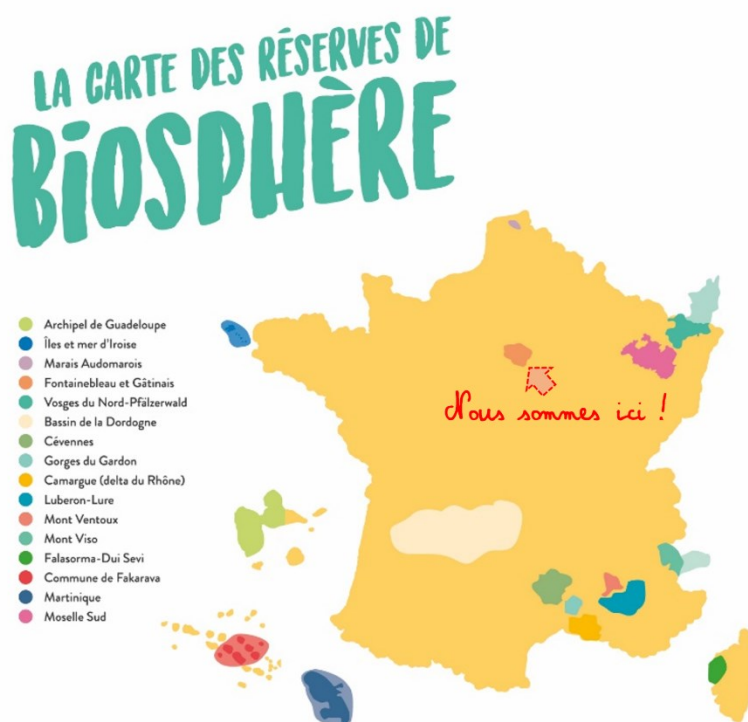 LA CARTE DES RÉSERVES DE
BIOSPHÈRE
Archipel de Guadeloupe
Îles et mer d'Iroise
Marais Audomarois
Fontainebleau et Gâtinais
Vosges du Nord-Pfälzerwald
Bassin de la Dordogne
Cévennes
Gorges du Gardon
Camargue (delta du Rhône)
Luberon-Lure
Mont Ventoux
Mont Viso
Falasorma-Dui Sevi
Commune de Fakarava
Martinique
Moselle Sud
Nous sommes ici !